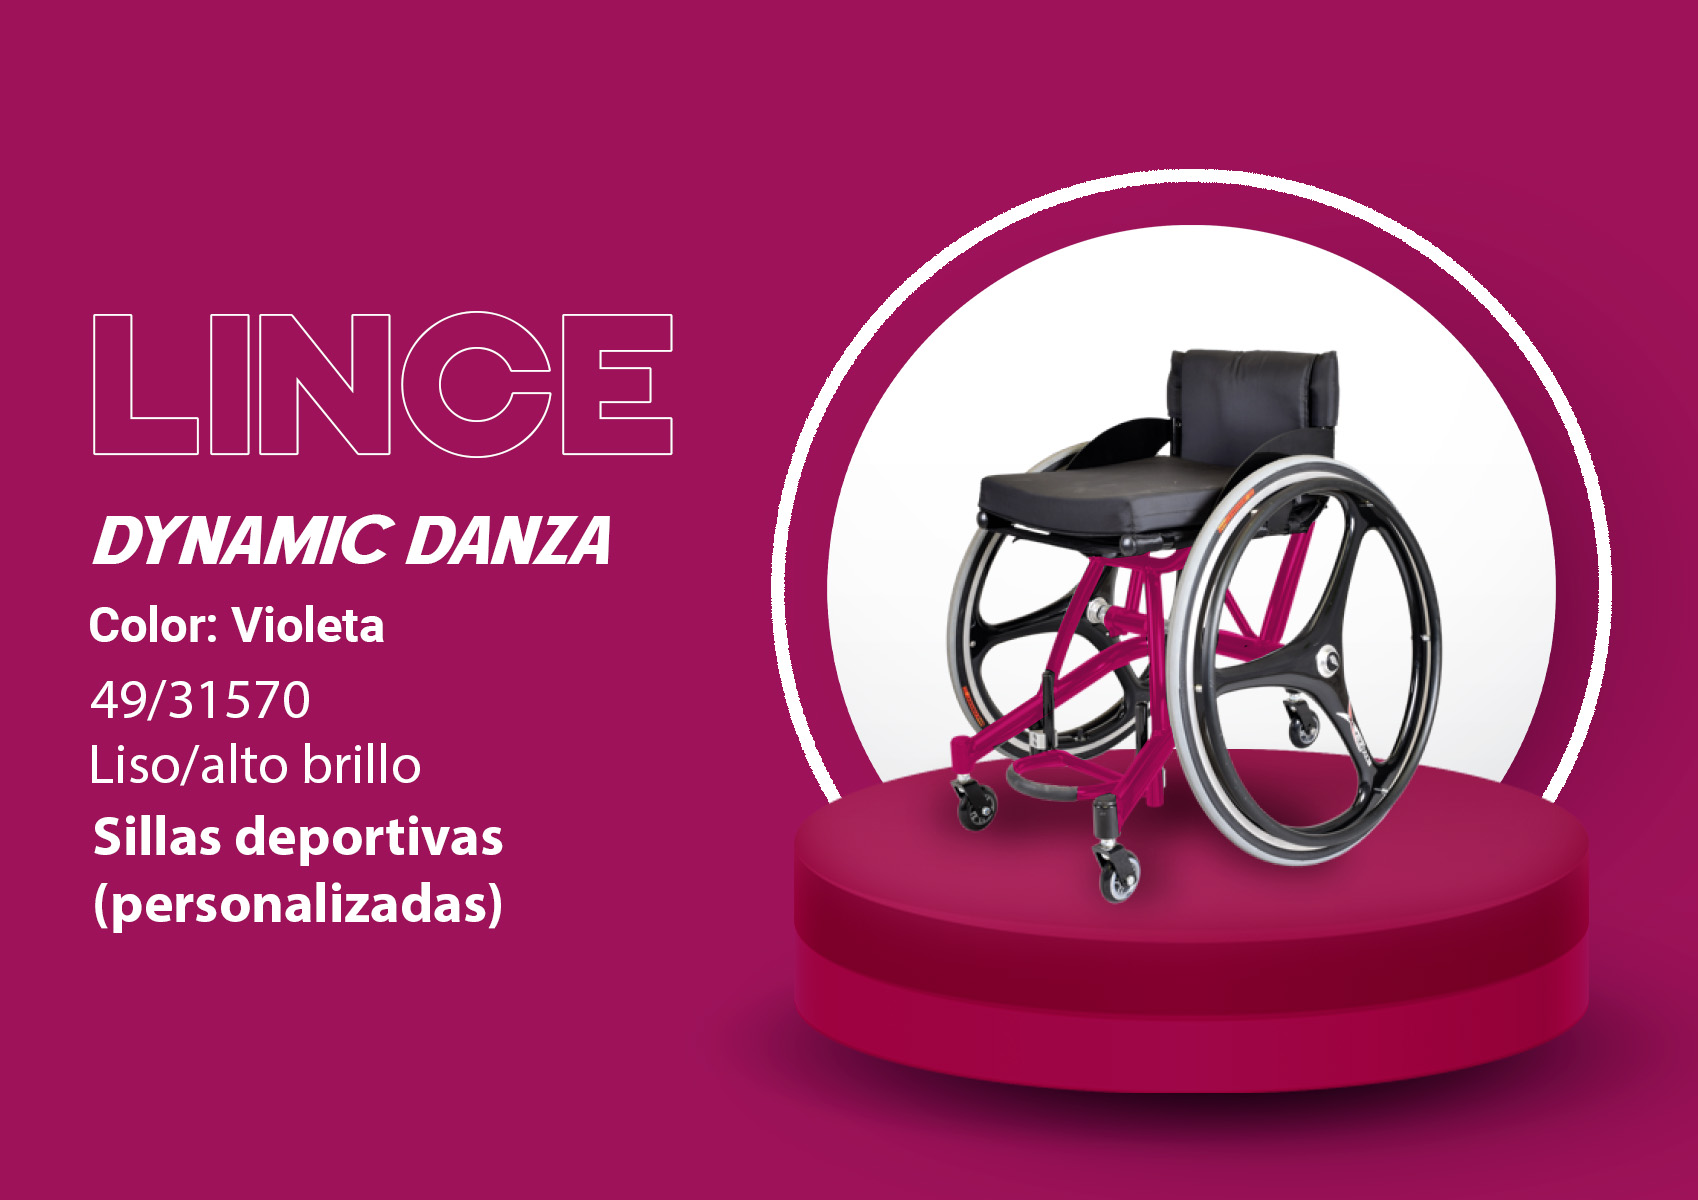 LINCE
DYNAMIC DANZA
Color: Violeta
49/31570
Liso/alto brillo
Sillas deportivas
(personalizadas)